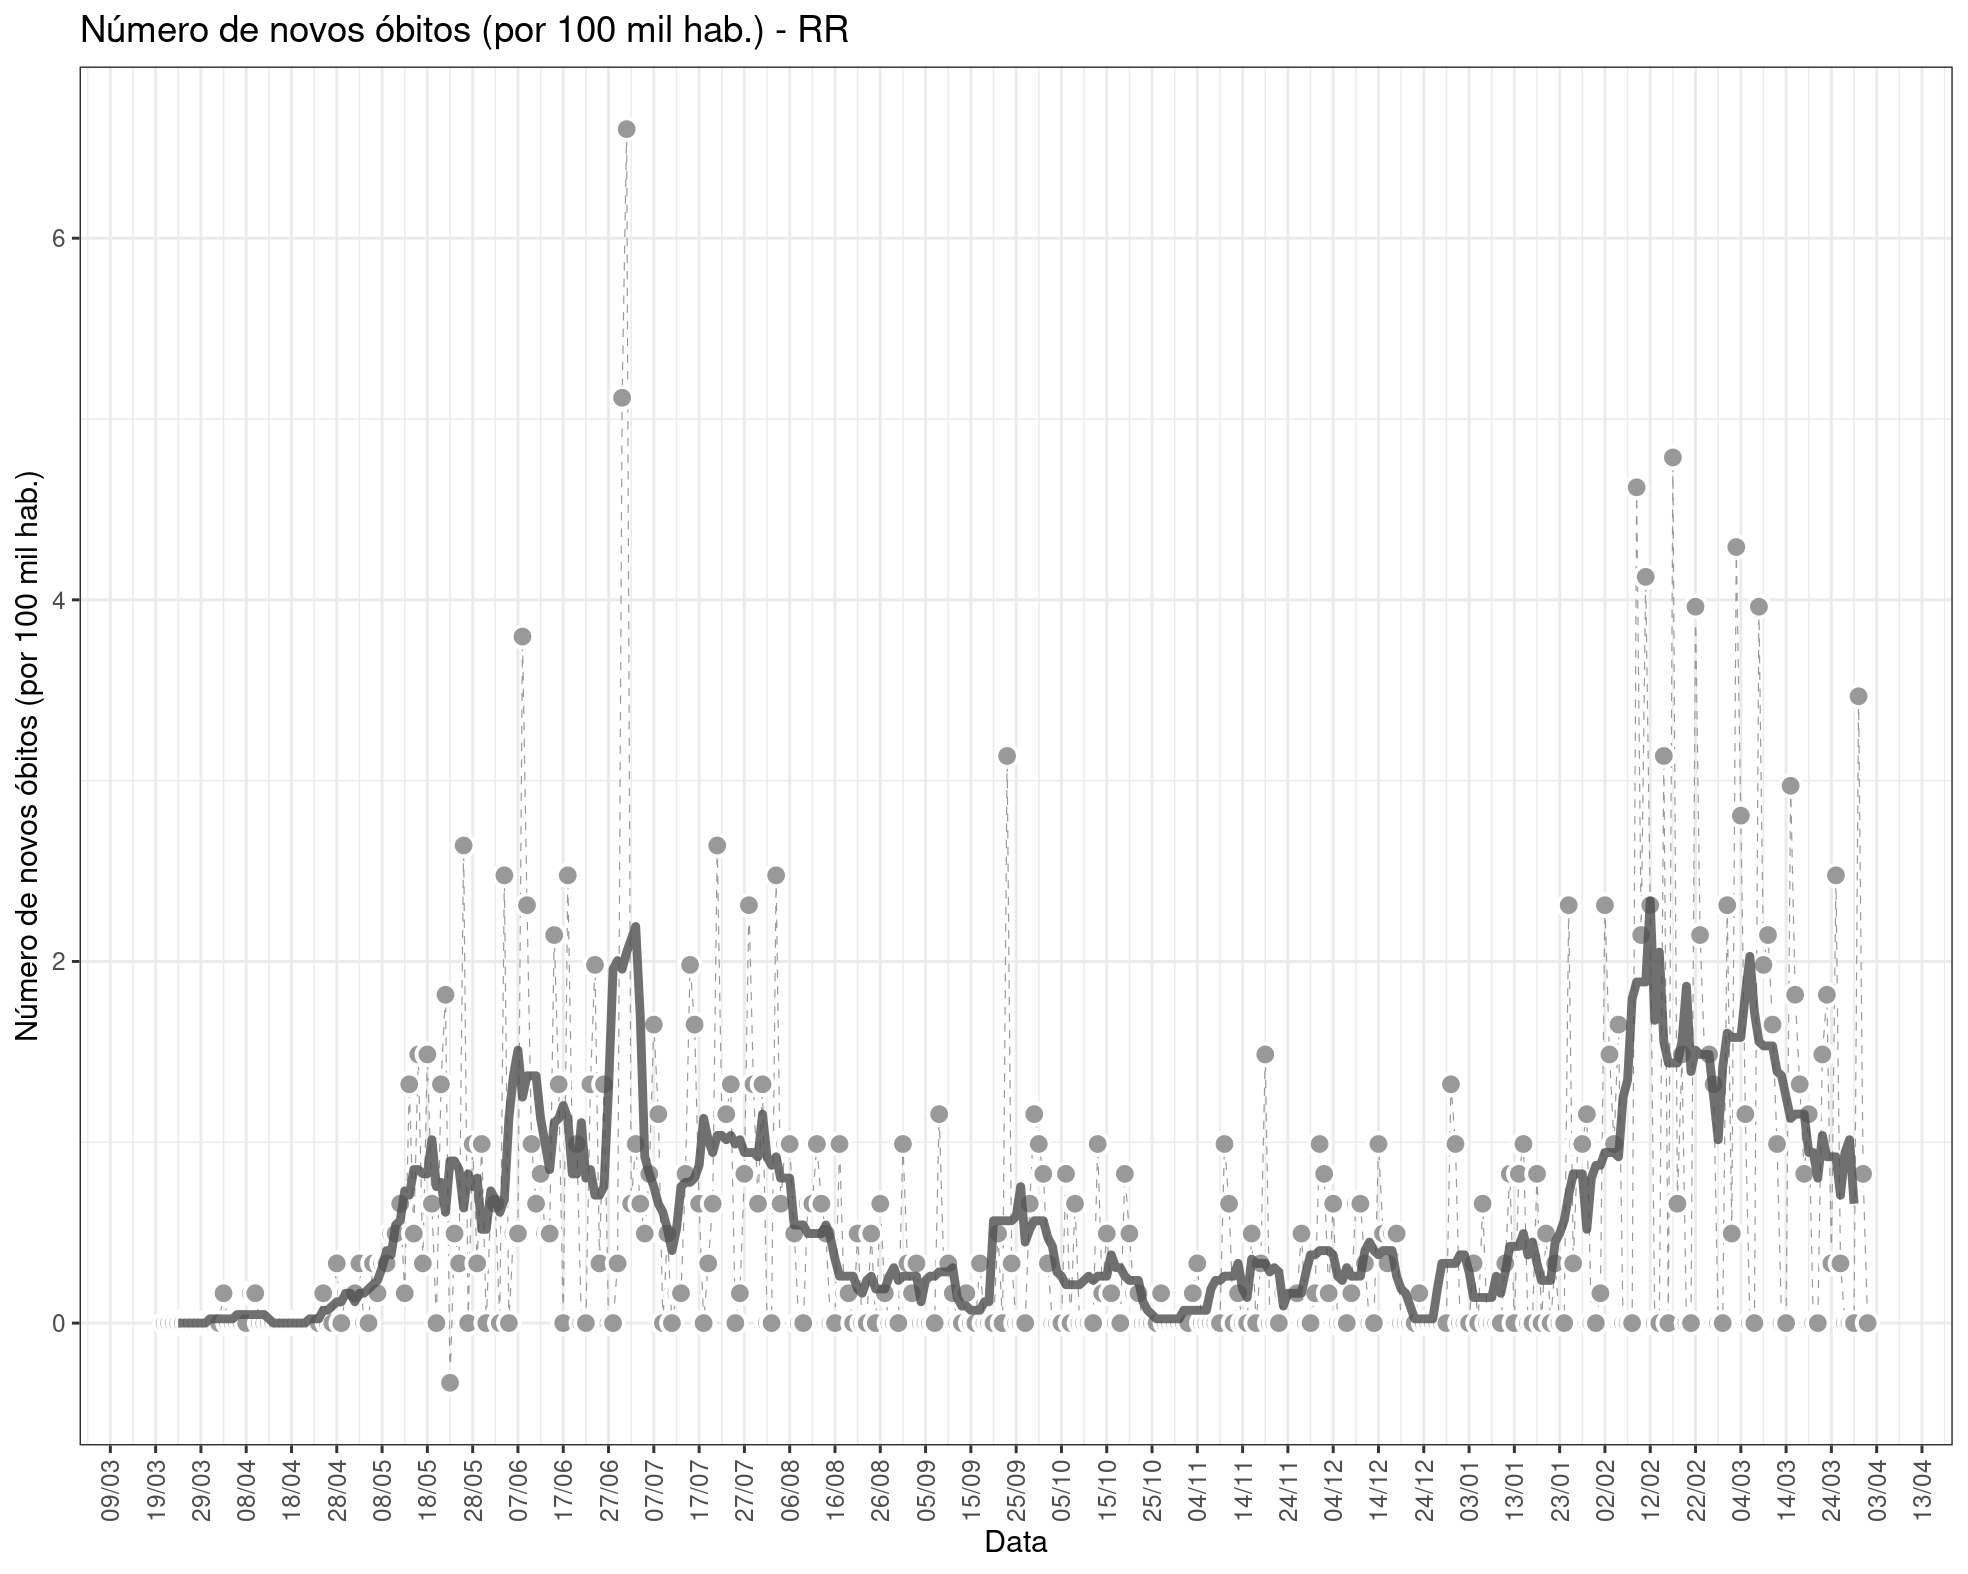 Número de novos óbitos (por 100 mil hab.) - RR
Número de novos óbitos (por 100 mil hab.)
6
4
2
0
09/03 19/03 29/03 08/04 18/04 28/04 08/05 18/05 28/05 07/06 17/06 27/06 07/07 17/07 27/07 06/08 16/08 26/08 05/09 15/09 25/09 05/10 15/10 25/10 04/11 14/11 24/11 04/12 14/12 24/12 03/01 13/01 23/01 02/02 12/02 22/02 04/03 14/03 24/03 03/04 13/04
Data